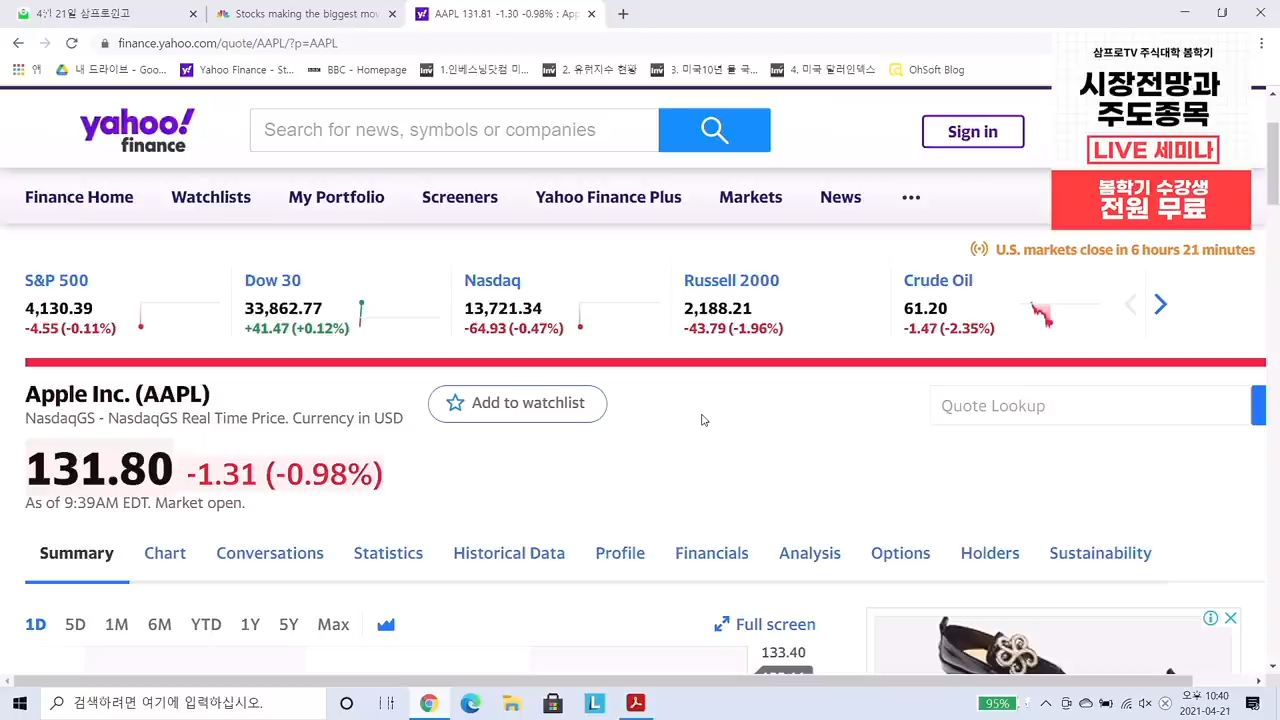 4월 21일 삼프로원고
Stocks making the biggest mov
AAPL 131.81 -1.30 -0.98% : App
finance.yahoo.com/quote/AAPL/?p=AAPL
앱
내 드라이브 - Goo...
Yahoo Finance - St...
BBC - Homepage
1.인베스닝닷컴 미...
2. 유럽지수 현황
3. 미국10년 물 국...
4. 미국 달러인덱스
OhSoft Blog
삼프로TV 주식대학 봄학기
시장전망과
주도종목
LIVE 세미나
봄학기 수강생
전원 무료
yahoo!
finance
Search for news, symbols or companies
Sign in
Finance Home
Watchlists
My Portfolio
Screeners
Yahoo Finance Plus
Markets
News
U.S. markets close in 6 hours 21 minutes
S&P 500
4,130.39
-4.55 (-0.11%)
Dow 30
33,862.77
+41.47 (+0.12%)
Nasdaq
13,721.34
-64.93 (-0.47%)
Russell 2000
2,188.21
-43.79 (-1.96%)
Crude Oil
61.20
-1.47 (-2.35%)
Apple Inc. (AAPL)
NasdaqGS - NasdaqGS Real Time Price. Currency in USD
Add to watchlist
Quote Lookup
131.80 -1.31 (-0.98%)
As of 9:39AM EDT. Market open.
Summary
Chart
Conversations
Statistics
Historical Data
Profile
Financials
Analysis
Options
Holders
Sustainability
1D
5D
1M
6M
YTD
1Y
5Y
Max
Full screen
133.40
검색하려면 여기에 입력하십시오.
95%
오후 10:40
2021-04-21